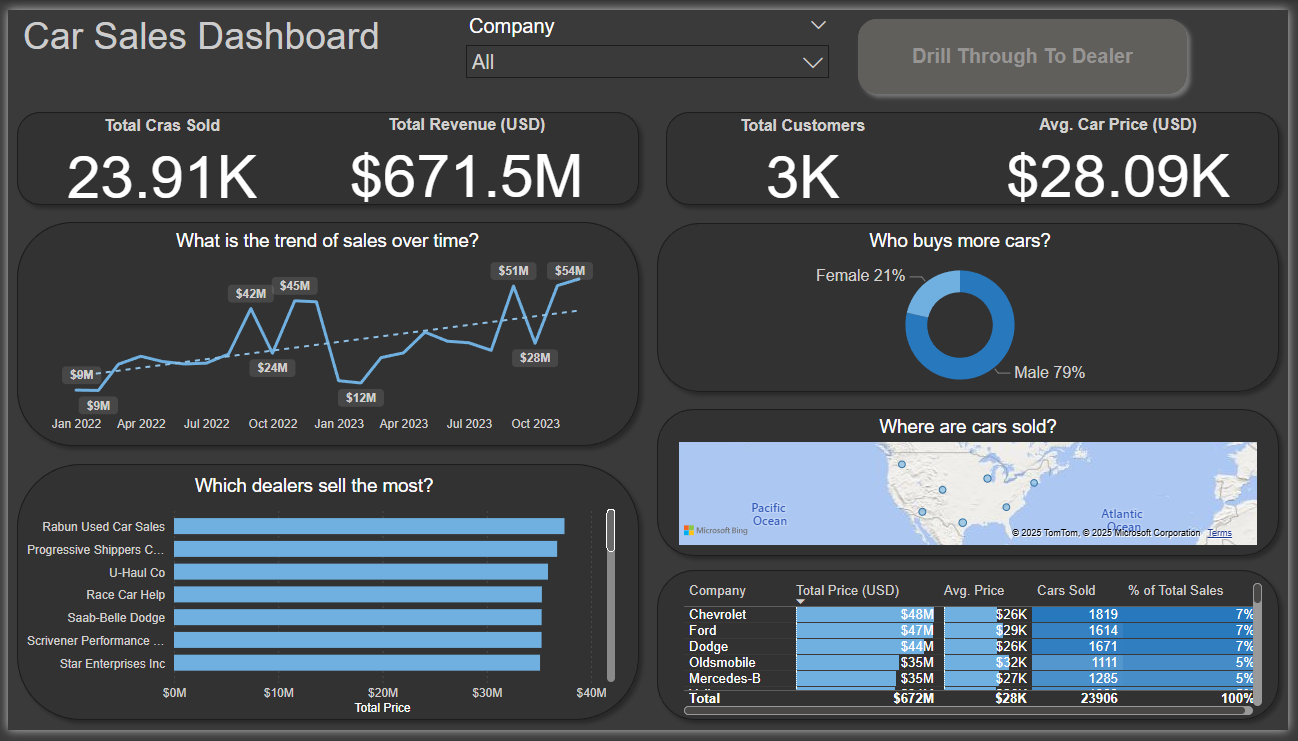 Car Sales Dashboard
Company
All
Drill Through To Dealer
Total Cras Sold
23.91K
Total Revenue (USD)
$671.5M
Total Customers
3K
Avg. Car Price (USD)
$28.09K
What is the trend of sales over time?
$9M
$9M
$42M
$24M
$45M
$12M
$51M
$28M
$54M
Jan 2022 Apr 2022 Jul 2022 Oct 2022 Jan 2023 Apr 2023 Jul 2023 Oct 2023
Who buys more cars?
Female 21%
Male 79%
Where are cars sold?
Pacific
Ocean
Atlantic
Ocean
Microsoft Bing
© 2025 TomTom, © 2025 Microsoft Corporation Terms
Which dealers sell the most?
Rabun Used Car Sales
Progressive Shippers C...
U-Haul Co
Race Car Help
Saab-Belle Dodge
Scrivener Performance ...
Star Enterprises Inc
$0M $10M $20M $30M $40M
Total Price
Company Total Price (USD) Avg. Price Cars Sold % of Total Sales
Chevrolet $48M $26K 1819 7%
Ford $47M $29K 1614 7%
Dodge $44M $26K 1671 7%
Oldsmobile $35M $32K 1111 5%
Mercedes-B $35M $27K 1285 5%
Total $672M $28K 23906 100%